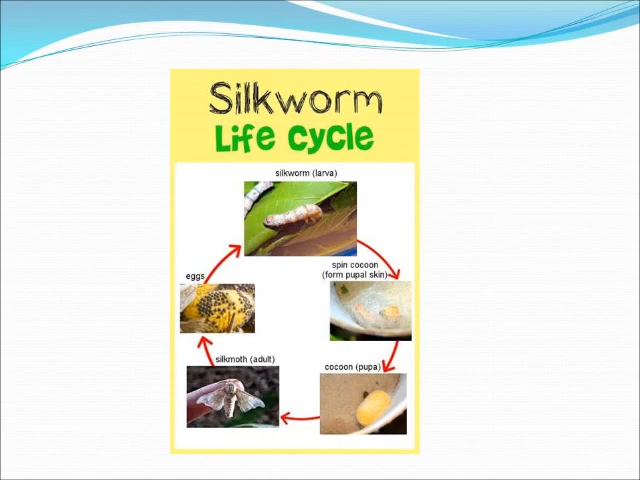 Silkworm
Life Cycle
silkworm (larva)
spin cocoon
(form pupal skin)
eggs
silkmoth (adult)
cocoon (pupa)